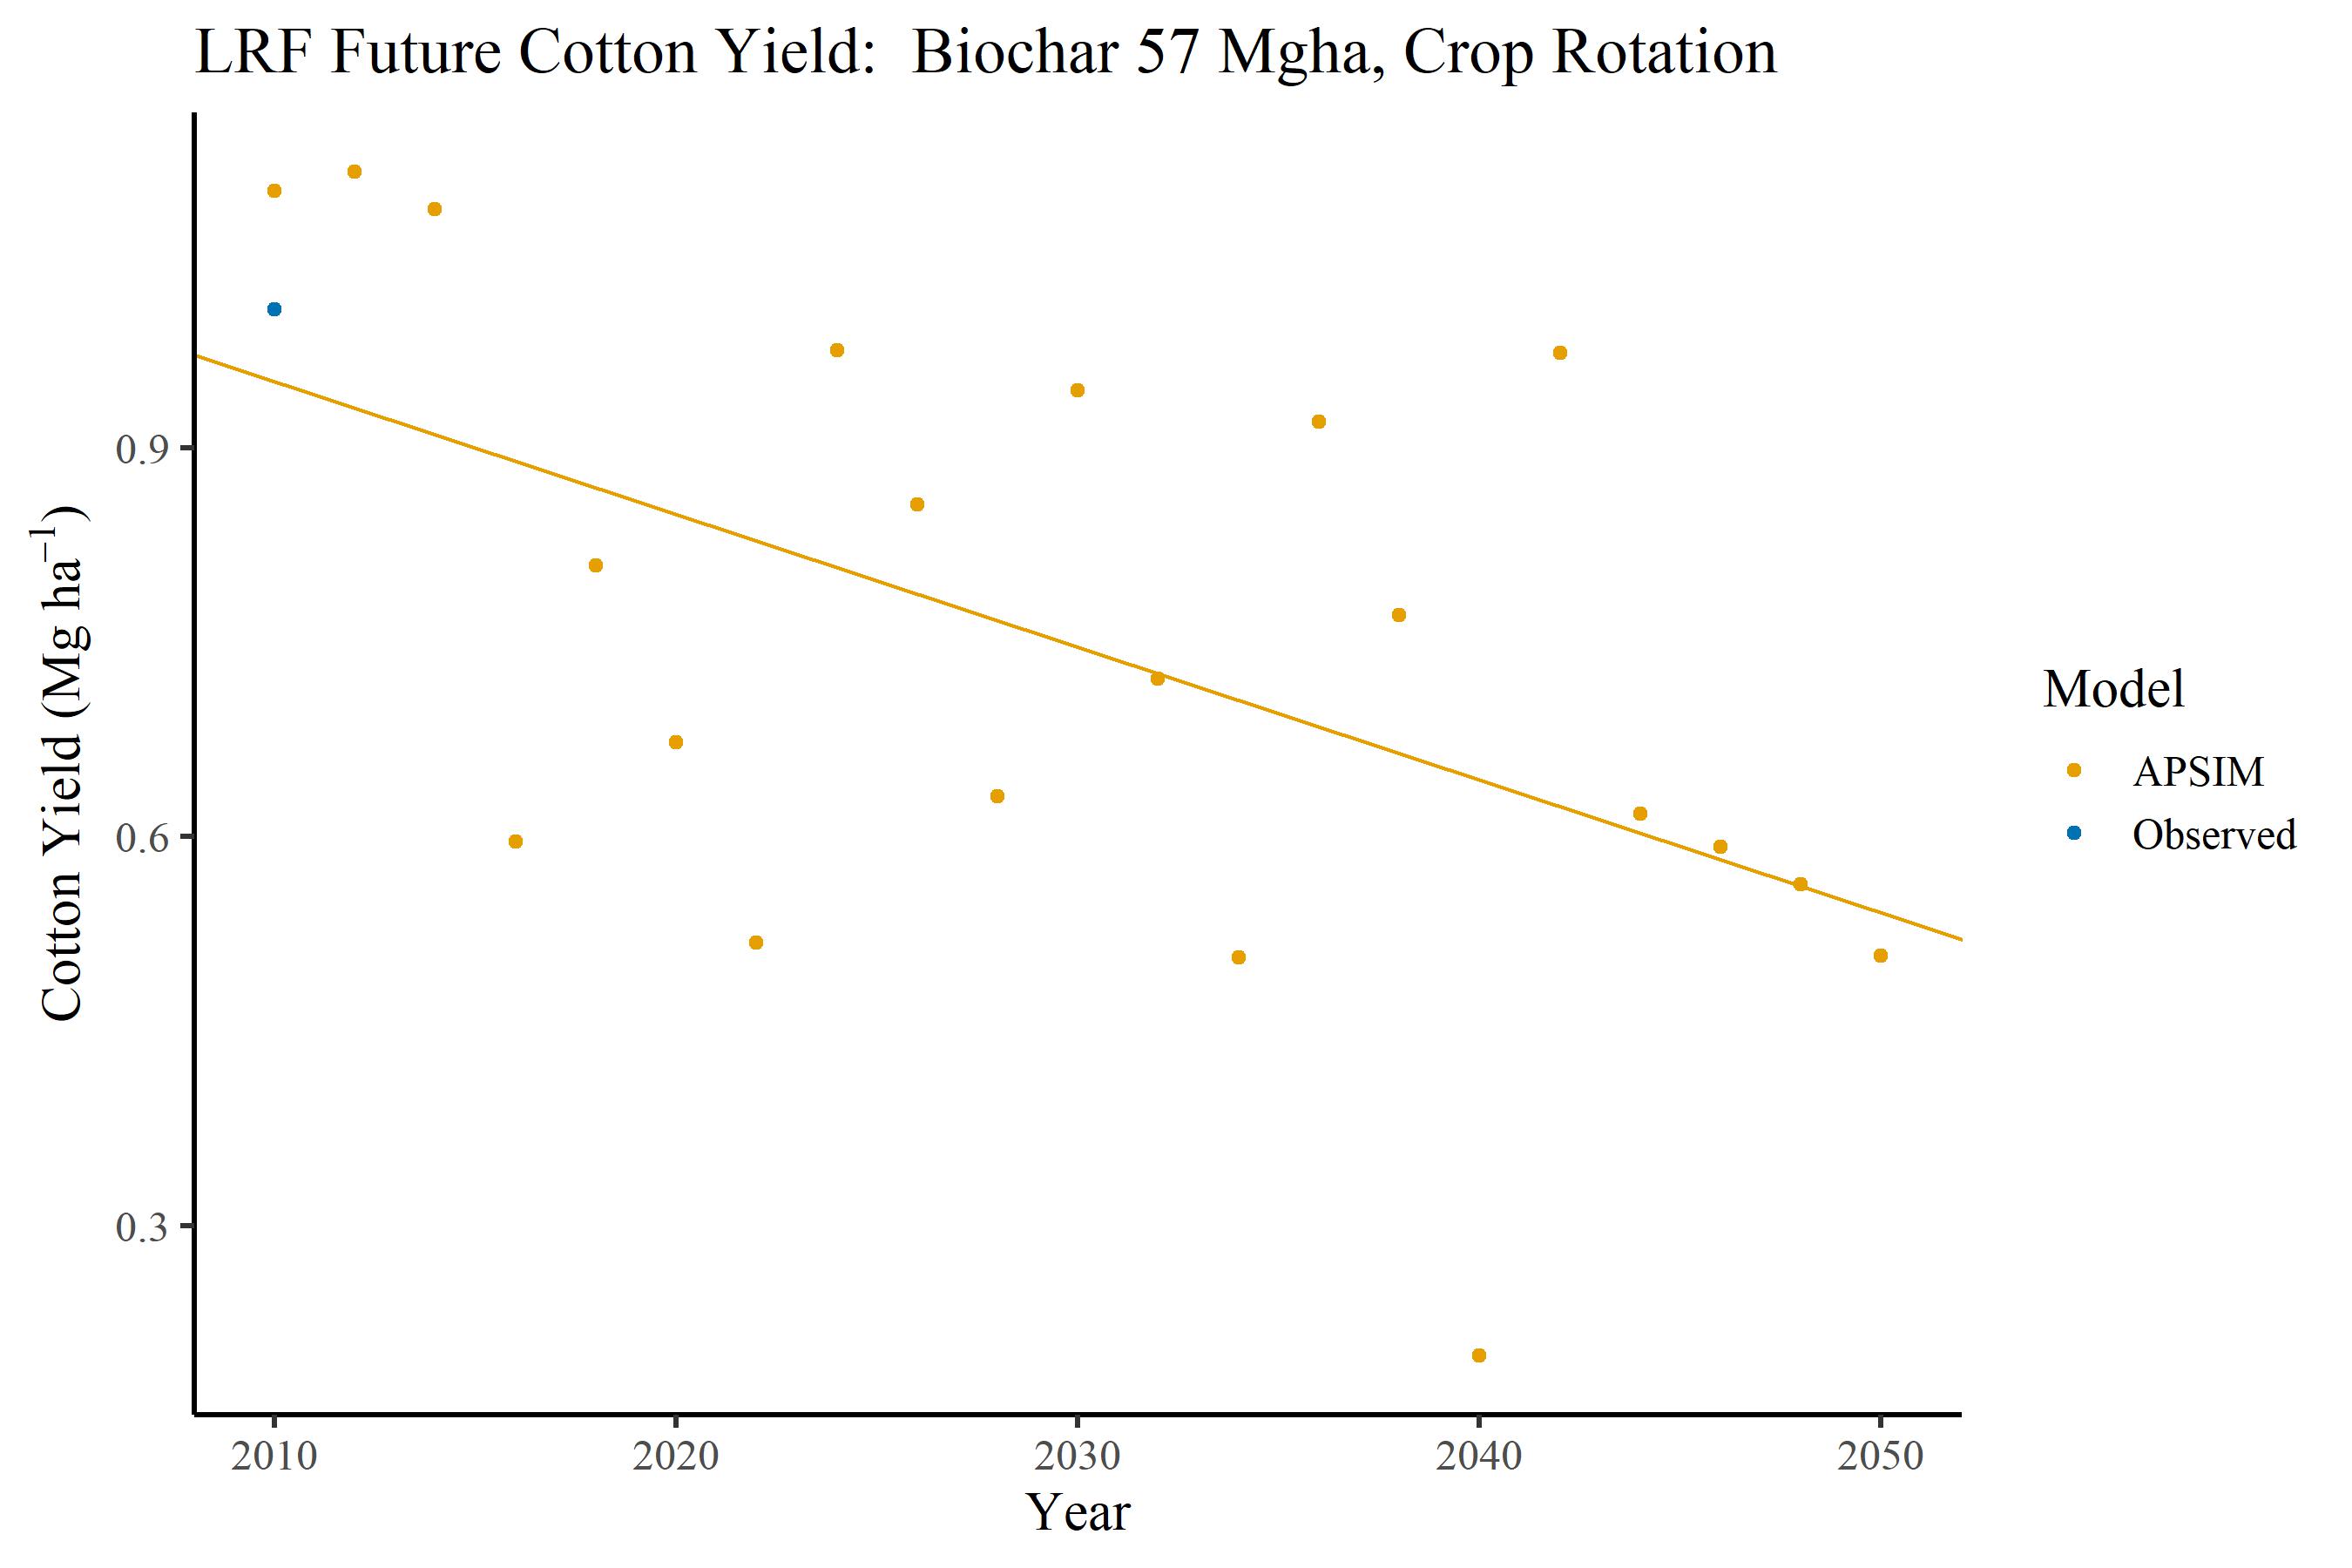 LRF Future Cotton Yield:  Biochar 57 Mgha, Crop Rotation
Cotton Yield (Mg ha⁻¹)
0.9
0.6
0.3
2010 2020 2030 2040 2050
Year
Model
APSIM
Observed